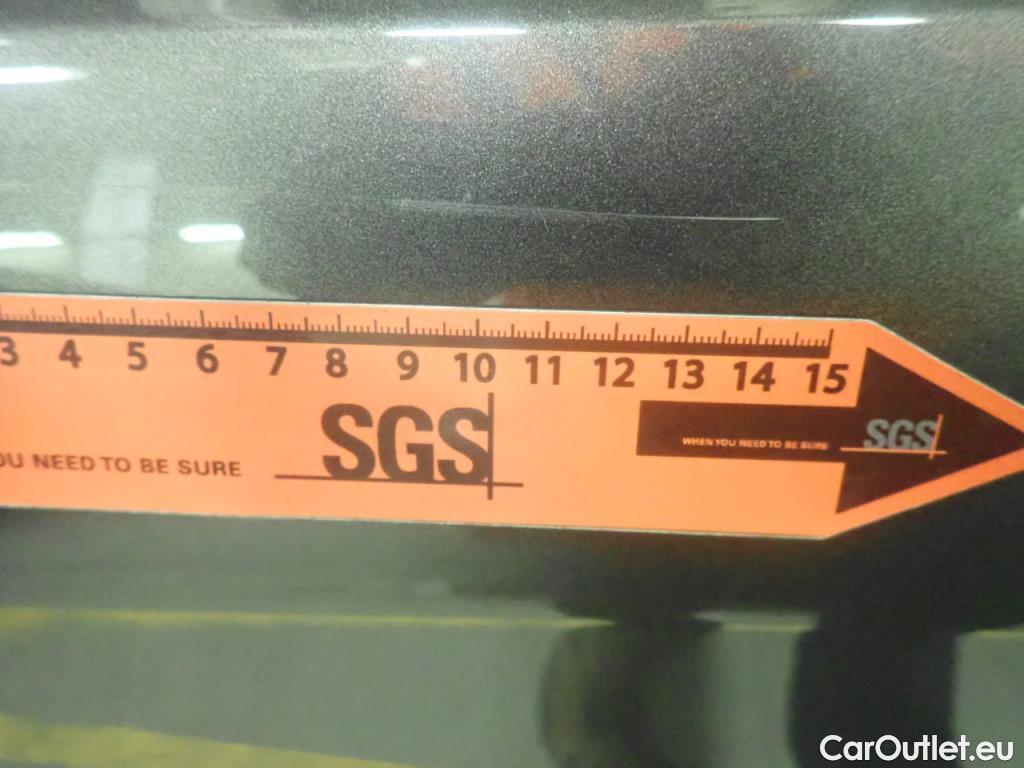 3 4 5 6 7 8 9 10 11 12 13 14 15
SGS
WHEN YOU NEED TO BE SURE
SGS
OU NEED TO BE SURE
CarOutlet.eu